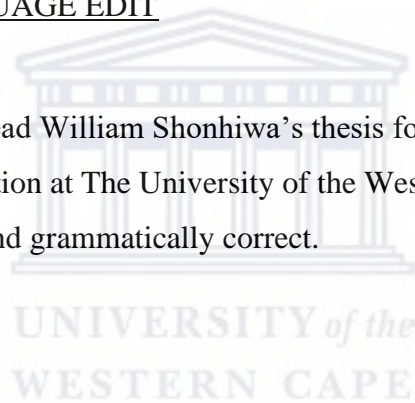 UAGE EDIT
ead William Shonhiwa’s thesis fo
tion at The University of the Wes
nd grammatically correct.
UNIVERSITY of the
WESTERN CAPE